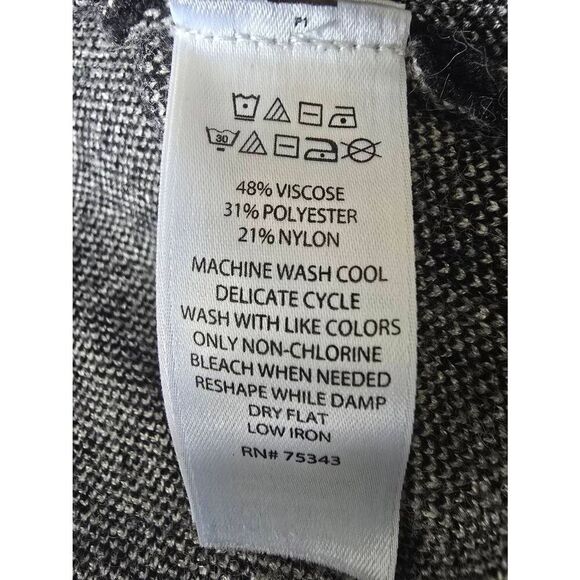 P1
30
48% VISCOSE
31% POLYESTER
21% NYLON
MACHINE WASH COOL
DELICATE CYCLE
WASH WITH LIKE COLORS
ONLY NON-CHLORINE
BLEACH WHEN NEEDED
RESHAPE WHILE DAMP
DRY FLAT
LOW IRON
RN# 75343